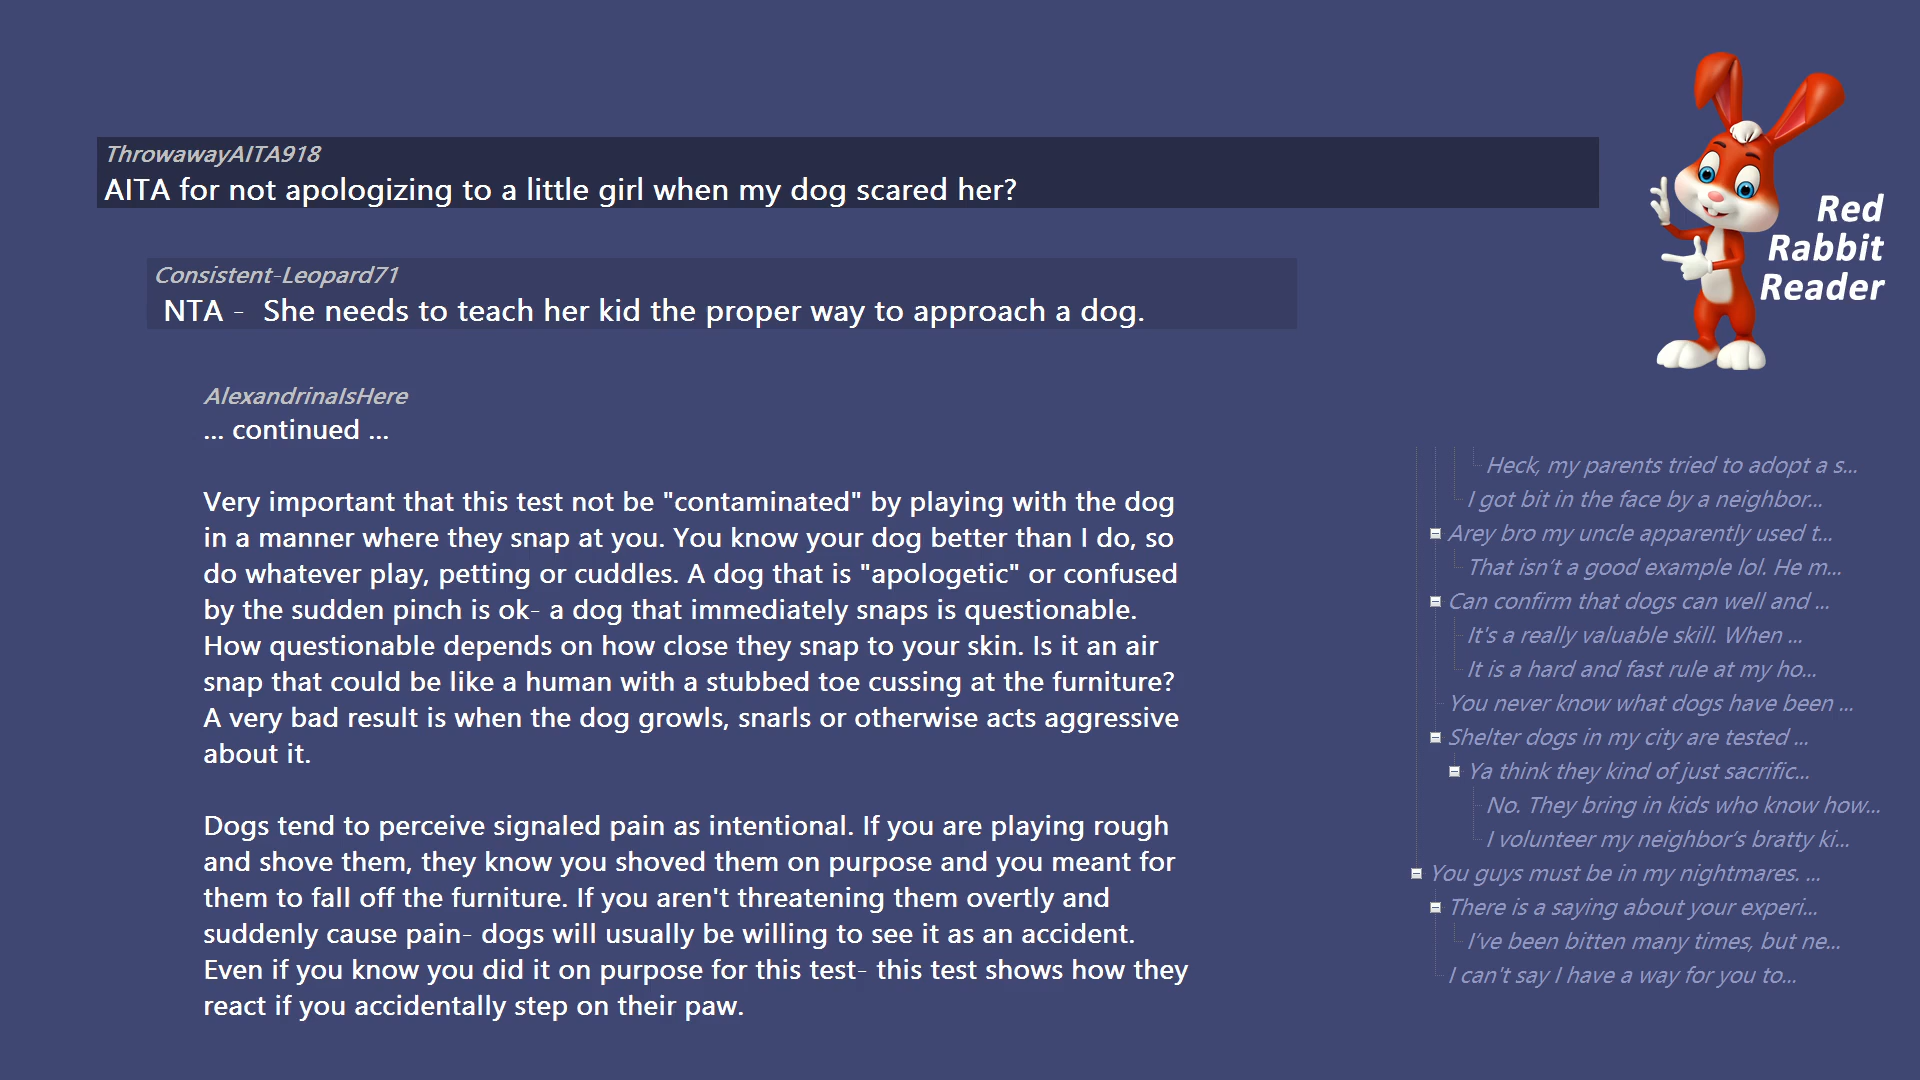 ThrowawayAITA918
AITA for not apologizing to a little girl when my dog scared her?
Red
Rabbit
Reader
Consistent-Leopard71
NTA -  She needs to teach her kid the proper way to approach a dog.
AlexandrinaIsHere
... continued ...
Very important that this test not be "contaminated" by playing with the dog
in a manner where they snap at you. You know your dog better than I do, so
do whatever play, petting or cuddles. A dog that is "apologetic" or confused
by the sudden pinch is ok- a dog that immediately snaps is questionable.
How questionable depends on how close they snap to your skin. Is it an air
snap that could be like a human with a stubbed toe cussing at the furniture?
A very bad result is when the dog growls, snarls or otherwise acts aggressive
about it.
Dogs tend to perceive signaled pain as intentional. If you are playing rough
and shove them, they know you shoved them on purpose and you meant for
them to fall off the furniture. If you aren't threatening them overtly and
suddenly cause pain- dogs will usually be willing to see it as an accident.
Even if you know you did it on purpose for this test- this test shows how they
react if you accidentally step on their paw.
Heck, my parents tried to adopt a s...
I got bit in the face by a neighbor...
Arey bro my uncle apparently used t...
That isn’t a good example lol. He m...
Can confirm that dogs can well and ...
It's a really valuable skill. When ...
It is a hard and fast rule at my ho...
You never know what dogs have been ...
Shelter dogs in my city are tested ...
Ya think they kind of just sacrific...
No. They bring in kids who know how...
I volunteer my neighbor’s bratty ki...
You guys must be in my nightmares. ...
There is a saying about your experi...
I’ve been bitten many times, but ne...
I can't say I have a way for you to...